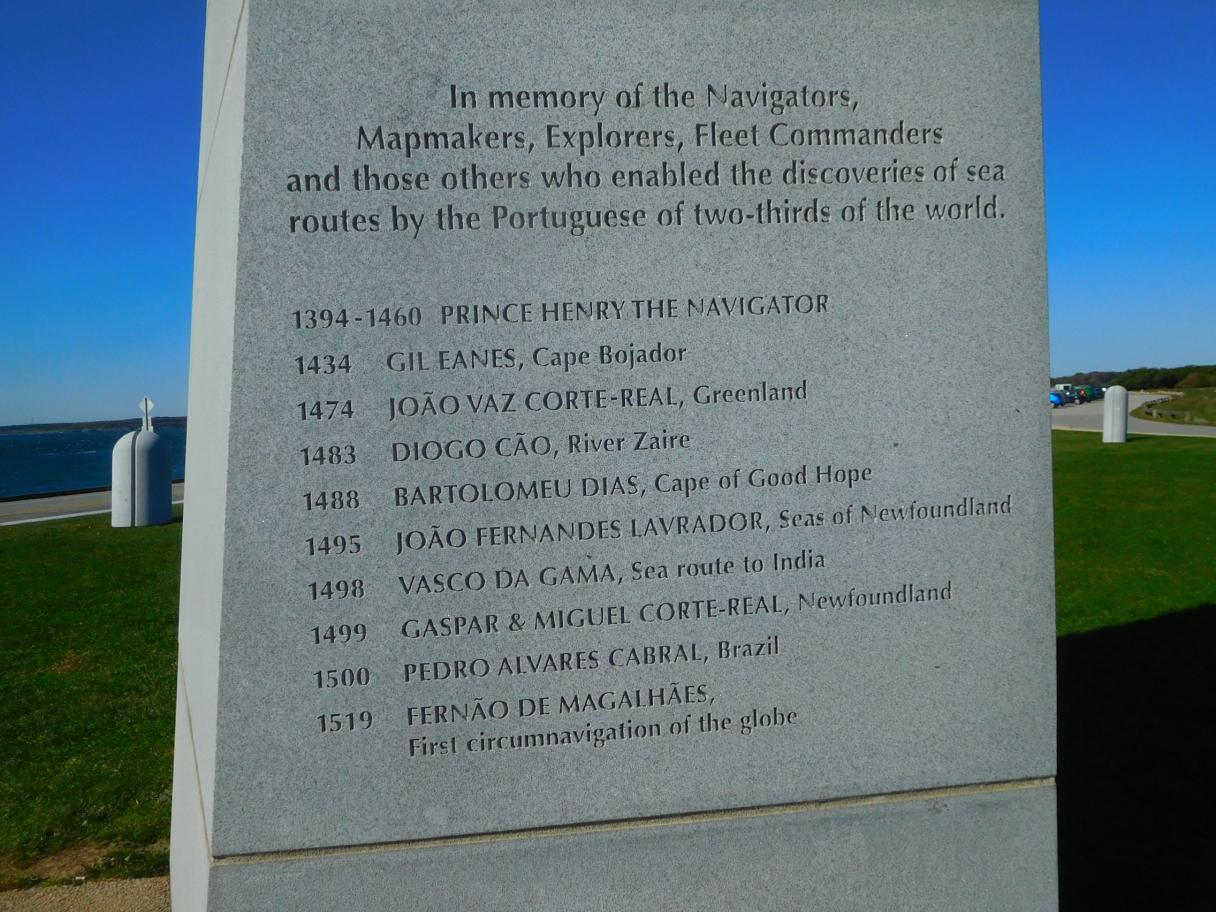 In memory of the Navigators,
Mapmakers, Explorers, Fleet Commanders
and those others who enabled the discoveries of sea
routes by the Portuguese of two-thirds of the world.
1394-1460 PRINCE HENRY THE NAVIGATOR
1434 GIL EANES, Cape Bojador
1474 JOÃO VAZ CORTE-REAL, Greenland
1483 DIOGO CÃO, River Zaire
1488 BARTOLOMEU DIAS, Cape of Good Hope
1495 JOÃO FERNANDES LAVRADOR, Seas of Newfoundland
1498 VASCO DA GAMA, Sea route to India
1499 GASPAR & MIGUEL CORTE-REAL, Newfoundland
1500 PEDRO ALVARES CABRAL, Brazil
1519 FERNÃO DE MAGALHÃES,
First circumnavigation of the globe